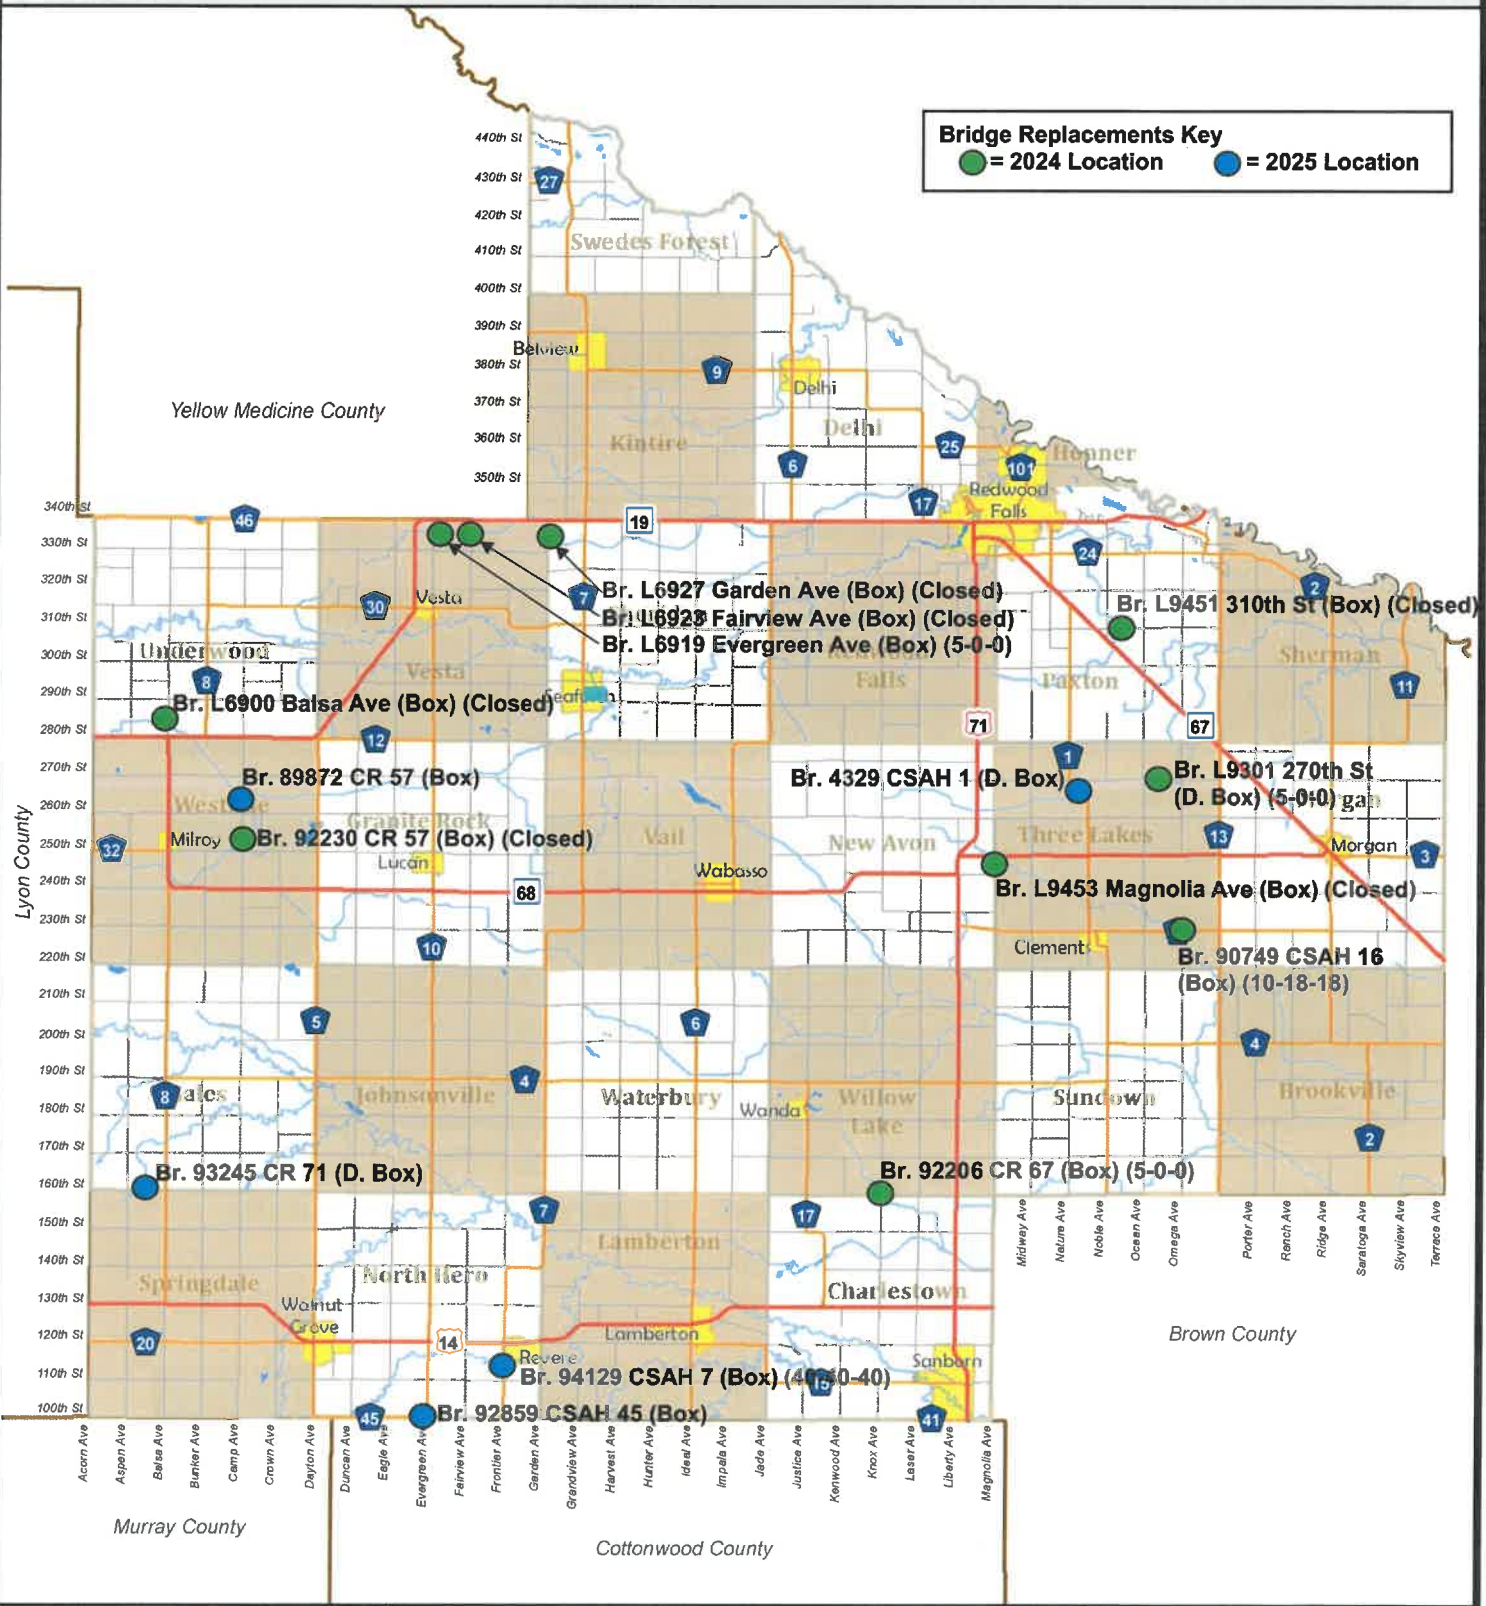 Bridge Replacements Key
= 2024 Location = 2025 Location
440th St
430th St
27
420th St
Swedes Forest
410th St
400th St
390th St
Belview
380th St
9
Delhi
370th St
Yellow Medicine County
Delhi
360th St
Kintire
25
Honner
6
101
350th St
Redwood
Falls
17
340th St
46
19
330th St
24
320th St
Br. L6927 Garden Ave (Box) (Closed)
7
2
30
Vesta
Br. L9451 310th St (Box) (Closed)
310th St
Br. L6923 Fairview Ave (Box) (Closed)
Br. L6919 Evergreen Ave (Box) (5-0-0)
300th St
Underwood
Redwood
Falls
Sherman
Vesta
Paxton
8
11
290th St
Br. L6900 Balsa Ave (Box) (Closed)
280th St
71
67
12
1
270th St
Br. 89872 CR 57 (Box)
Br. 4329 CSAH 1 (D. Box)
Br. L9301 270th St
(D. Box) (5-0-0)
260th St
Granite Rock
Vail
New Avon
Three Lakes
13
250th St
32
Milroy
Br. 92230 CR 57 (Box) (Closed)
Morgan
3
Lucan
Wabasso
240th St
68
Br. L9453 Magnolia Ave (Box) (Closed)
230th St
10
Clements
220th St
Br. 90749 CSAH 16
(Box) (10-18-18)
210th St
5
6
200th St
4
190th St
4
8
Johnsonville
Waterbury
Willow
Lake
Sundown
Brookville
180th St
Wanda
2
170th St
Br. 93245 CR 71 (D. Box)
Br. 92206 CR 67 (Box) (5-0-0)
160th St
7
17
150th St
Lamberton
140th St
Springdale
North Hero
Charlestown
130th St
Walnut
Grove
120th St
20
14
Lamberton
Brown County
Revere
Sanborn
110th St
Br. 94129 CSAH 7 (Box) (40-40-40)
15
100th St
45
Br. 92859 CSAH 45 (Box)
41
Lyon County
Midway Ave
Nature Ave
Noble Ave
Ocean Ave
Omega Ave
Porter Ave
Ranch Ave
Ridge Ave
Saratoga Ave
Skyview Ave
Terrace Ave
Acorn Ave
Aspen Ave
Balsa Ave
Bunker Ave
Camp Ave
Crown Ave
Dayton Ave
Duncan Ave
Eagle Ave
Evergreen Ave
Fairview Ave
Frontier Ave
Garden Ave
Grandview Ave
Harvest Ave
Hunter Ave
Ideal Ave
Impala Ave
Jade Ave
Justice Ave
Kenwood Ave
Knox Ave
Laser Ave
Liberty Ave
Magnolia Ave
Murray County
Cottonwood County